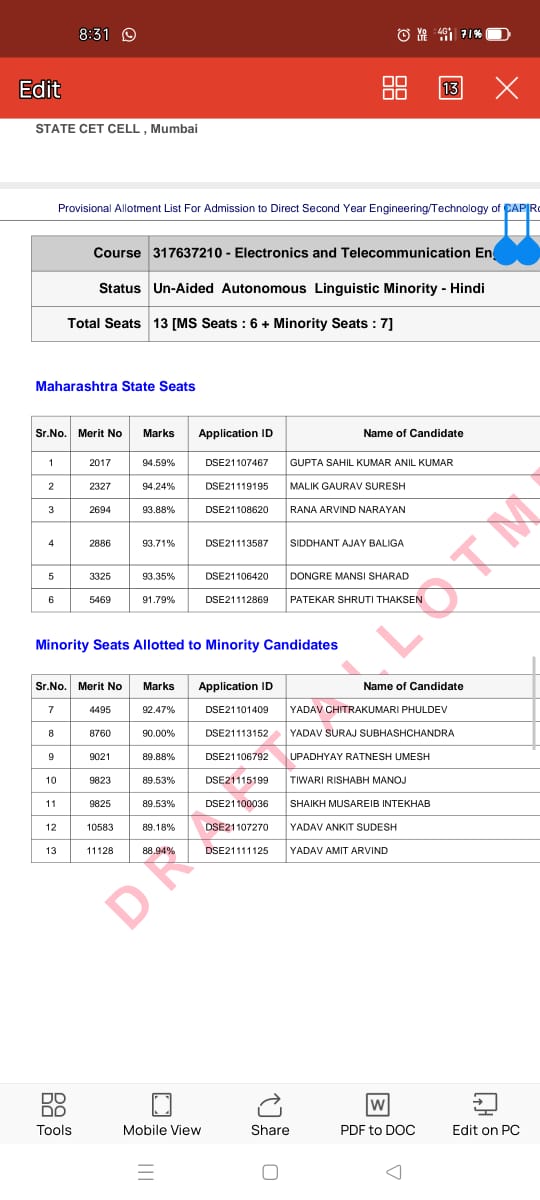 8:31
Vo LTE 4G+ 71%
Edit
13
STATE CET CELL , Mumbai
Provisional Allotment List For Admission to Direct Second Year Engineering/Technology of CAP
Course 317637210 - Electronics and Telecommunication
Status Un-Aided Autonomous Linguistic Minority - Hindi
Total Seats 13 [MS Seats : 6 + Minority Seats : 7]
Maharashtra State Seats
Sr.No. Merit No Marks Application ID Name of Candidate
1 2017 94.59% DSE21107467 GUPTA SAHIL KUMAR ANIL KUMAR
2 2327 94.24% DSE21119195 MALIK GAURAV SURESH
3 2694 93.88% DSE21108620 RANA ARVIND NARAYAN
4 2886 93.71% DSE21113587 SIDDHANT AJAY BALIGA
5 3325 93.35% DSE21106420 DONGRE MANSI SHARAD
6 5469 91.79% DSE21112869 PATEKAR SHRUTI THAKSEN
Minority Seats Allotted to Minority Candidates
Sr.No. Merit No Marks Application ID Name of Candidate
7 4495 92.47% DSE21101409 YADAV CHITRAKUMARI PHULDEV
8 8760 90.00% DSE21113152 YADAV SURAJ SUBHASHCHANDRA
9 9021 89.88% DSE21106792 UPADHYAY RATNESH UMESH
10 9823 89.53% DSE21115199 TIWARI RISHABH MANOJ
11 9825 89.53% DSE21100036 SHAIKH MUSAREIB INTEKHAB
12 10583 89.18% DSE21107270 YADAV ANKIT SUDESH
13 11128 88.94% DSE21111125 YADAV AMIT ARVIND
DRAFT ALLOTM
Tools Mobile View Share PDF to DOC Edit on PC